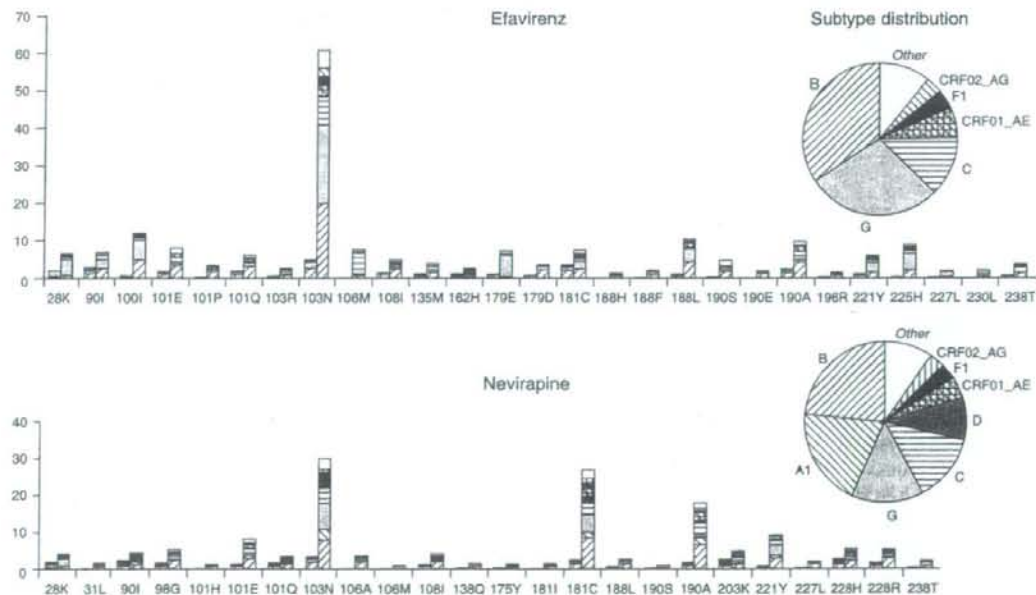 Efavirenz
Subtype distribution
70
60
50
40
30
20
10
0
28K 90I 100I 101E 101P 101Q 103R 103N 106M 108I 135M 162H 179E 179D 181C 188H 188F 188L 190S 190E 190A 196R 221Y 225H 227L 230L 238T
Other
CRF02_AG
F1
CRF01_AE
C
G
B
Nevirapine
40
30
20
10
0
28K 31L 90I 98G 101H 101E 101Q 103N 106A 106M 108I 138Q 175Y 181I 181C 188L 190S 190A 203K 221Y 227L 228H 228R 238T
Other
CRF02_AG
F1
CRF01_AE
D
C
G
A1
B